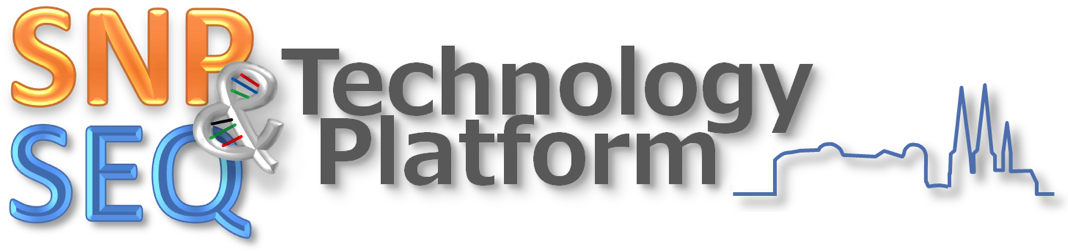 SNP &
SEQ
Technology
Platform